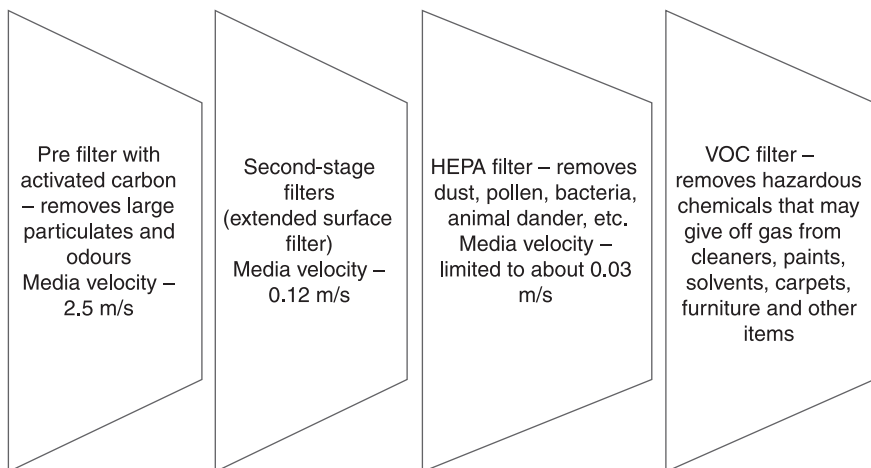 Pre filter with
activated carbon
– removes large
particulates and
odours
Media velocity –
2.5 m/s
Second-stage
filters
(extended surface
filter)
Media velocity –
0.12 m/s
HEPA filter – removes
dust, pollen, bacteria,
animal dander, etc.
Media velocity –
limited to about 0.03
m/s
VOC filter –
removes hazardous
chemicals that may
give off gas from
cleaners, paints,
solvents, carpets,
furniture and other
items